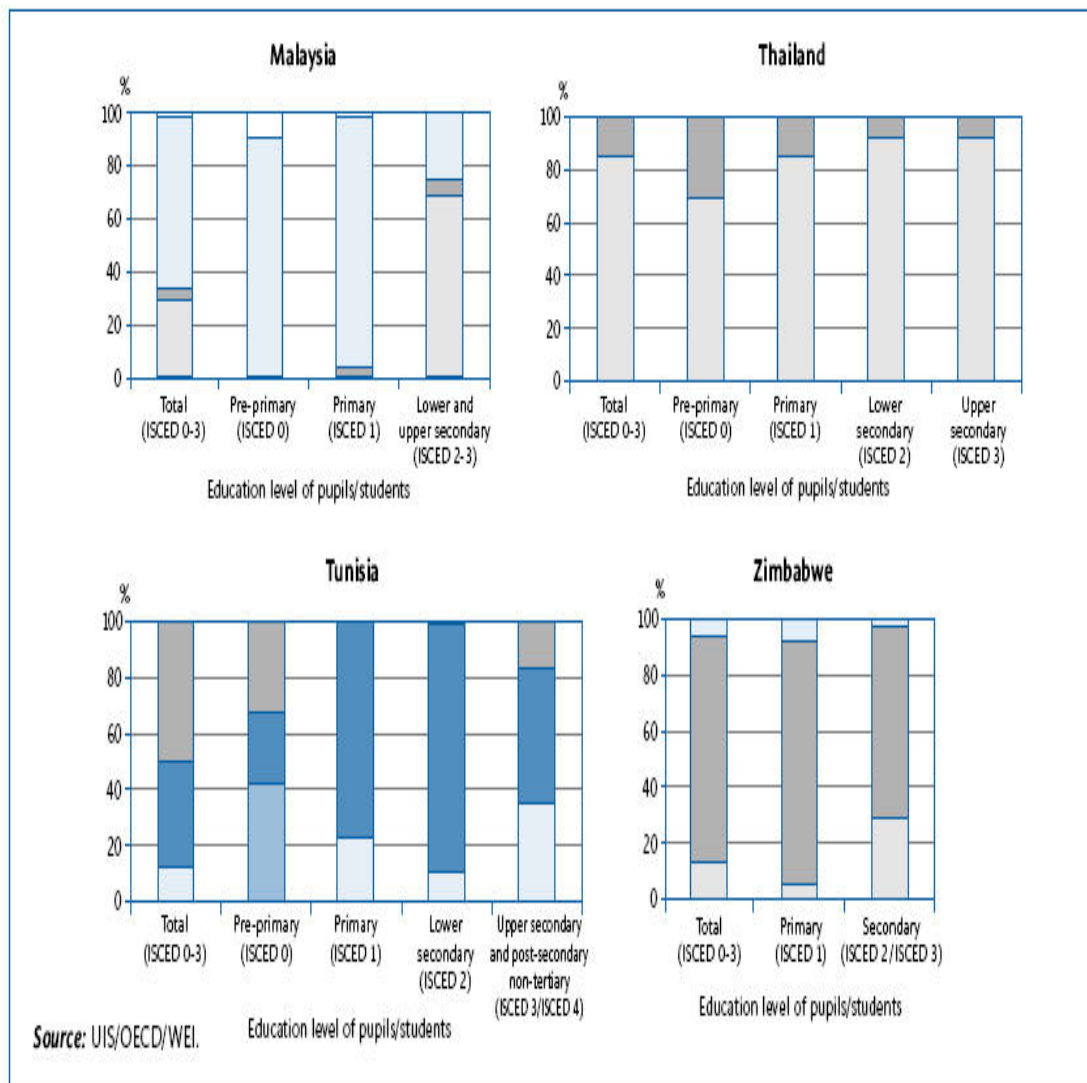 Malaysia
%
100
80
60
40
20
0
Total
(ISCED 0-3)
Pre-primary
(ISCED 0)
Primary
(ISCED 1)
Lower and
upper secondary
(ISCED 2-3)
Education level of pupils/students
Thailand
%
100
80
60
40
20
0
Total
(ISCED 0-3)
Pre-primary
(ISCED 0)
Primary
(ISCED 1)
Lower
secondary
(ISCED 2)
Upper
secondary
(ISCED 3)
Education level of pupils/students
Tunisia
%
100
80
60
40
20
0
Total
(ISCED 0-3)
Pre-primary
(ISCED 0)
Primary
(ISCED 1)
Lower
secondary
(ISCED 2)
Upper secondary
and post-secondary
non-tertiary
(ISCED 3/ISCED 4)
Education level of pupils/students
Zimbabwe
%
100
80
60
40
20
0
Total
(ISCED 0-3)
Primary
(ISCED 1)
Secondary
(ISCED 2/ISCED 3)
Education level of pupils/students
Source: UIS/OECD/WEI.